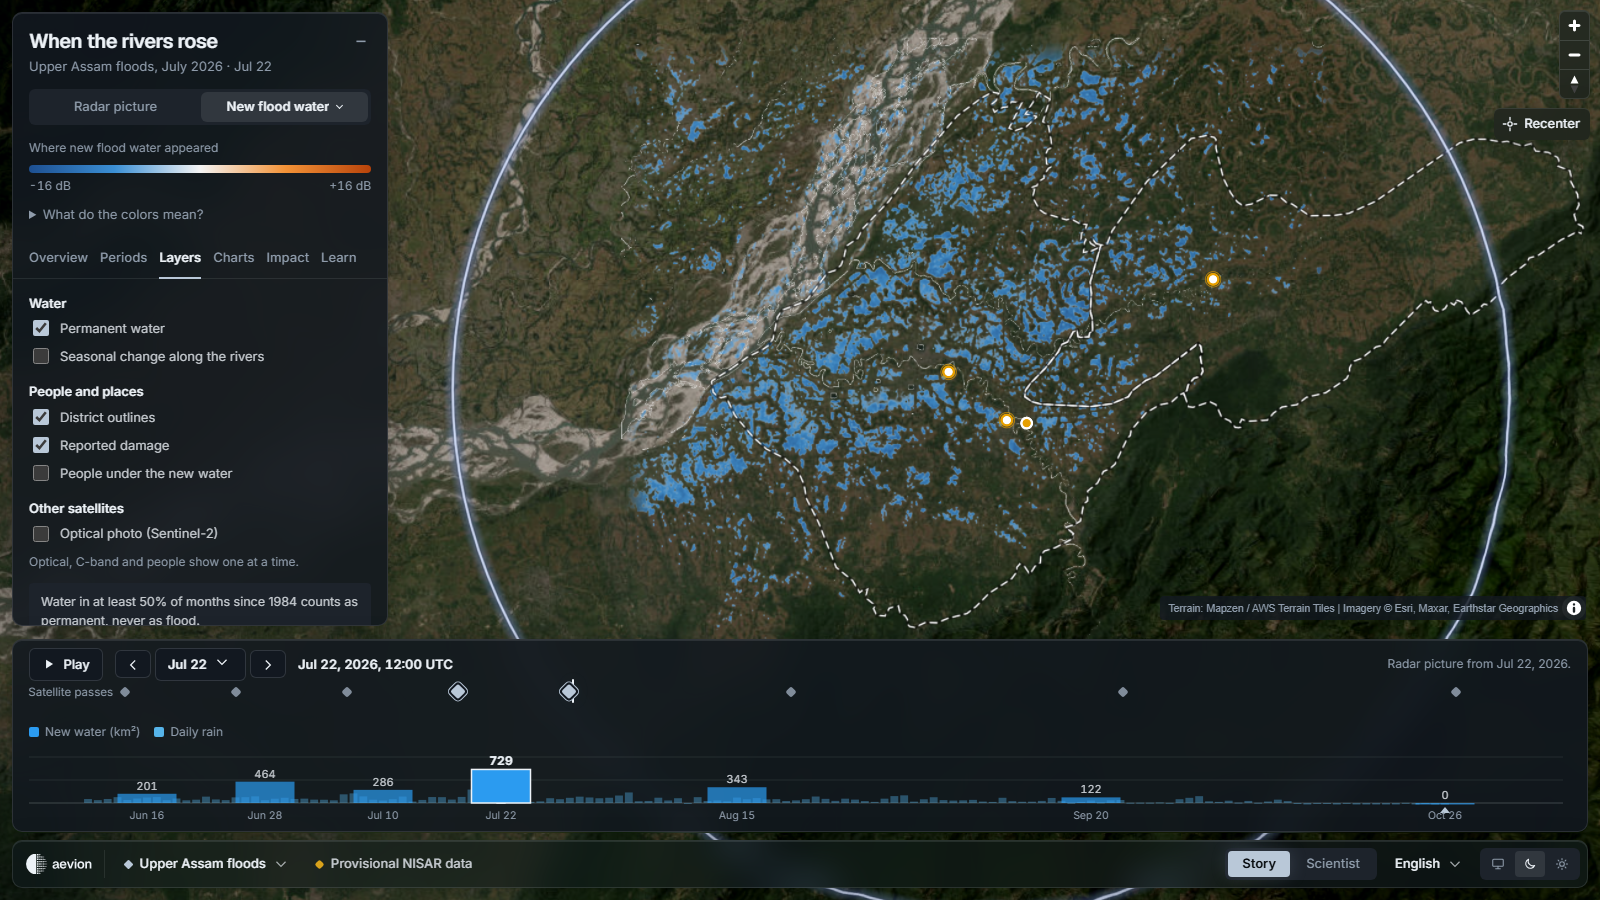 When the rivers rose
Upper Assam floods, July 2026 · Jul 22
Radar picture
New flood water
Where new flood water appeared
-16 dB
+16 dB
What do the colors mean?
Overview Periods Layers Charts Impact Learn
Water
Permanent water
Seasonal change along the rivers
People and places
District outlines
Reported damage
People under the new water
Other satellites
Optical photo (Sentinel-2)
Optical, C-band and people show one at a time.
Water in at least 50% of months since 1984 counts as
permanent, never as flood.
Recenter
Terrain: Mapzen / AWS Terrain Tiles | Imagery © Esri, Maxar, Earthstar Geographics
Play
Jul 22
Jul 22, 2026, 12:00 UTC
Radar picture from Jul 22, 2026.
Satellite passes
New water (km²)
Daily rain
201
464
286
729
343
122
0
Jun 16
Jun 28
Jul 10
Jul 22
Aug 15
Sep 20
Oct 26
aevion
Upper Assam floods
Provisional NISAR data
Story
Scientist
English